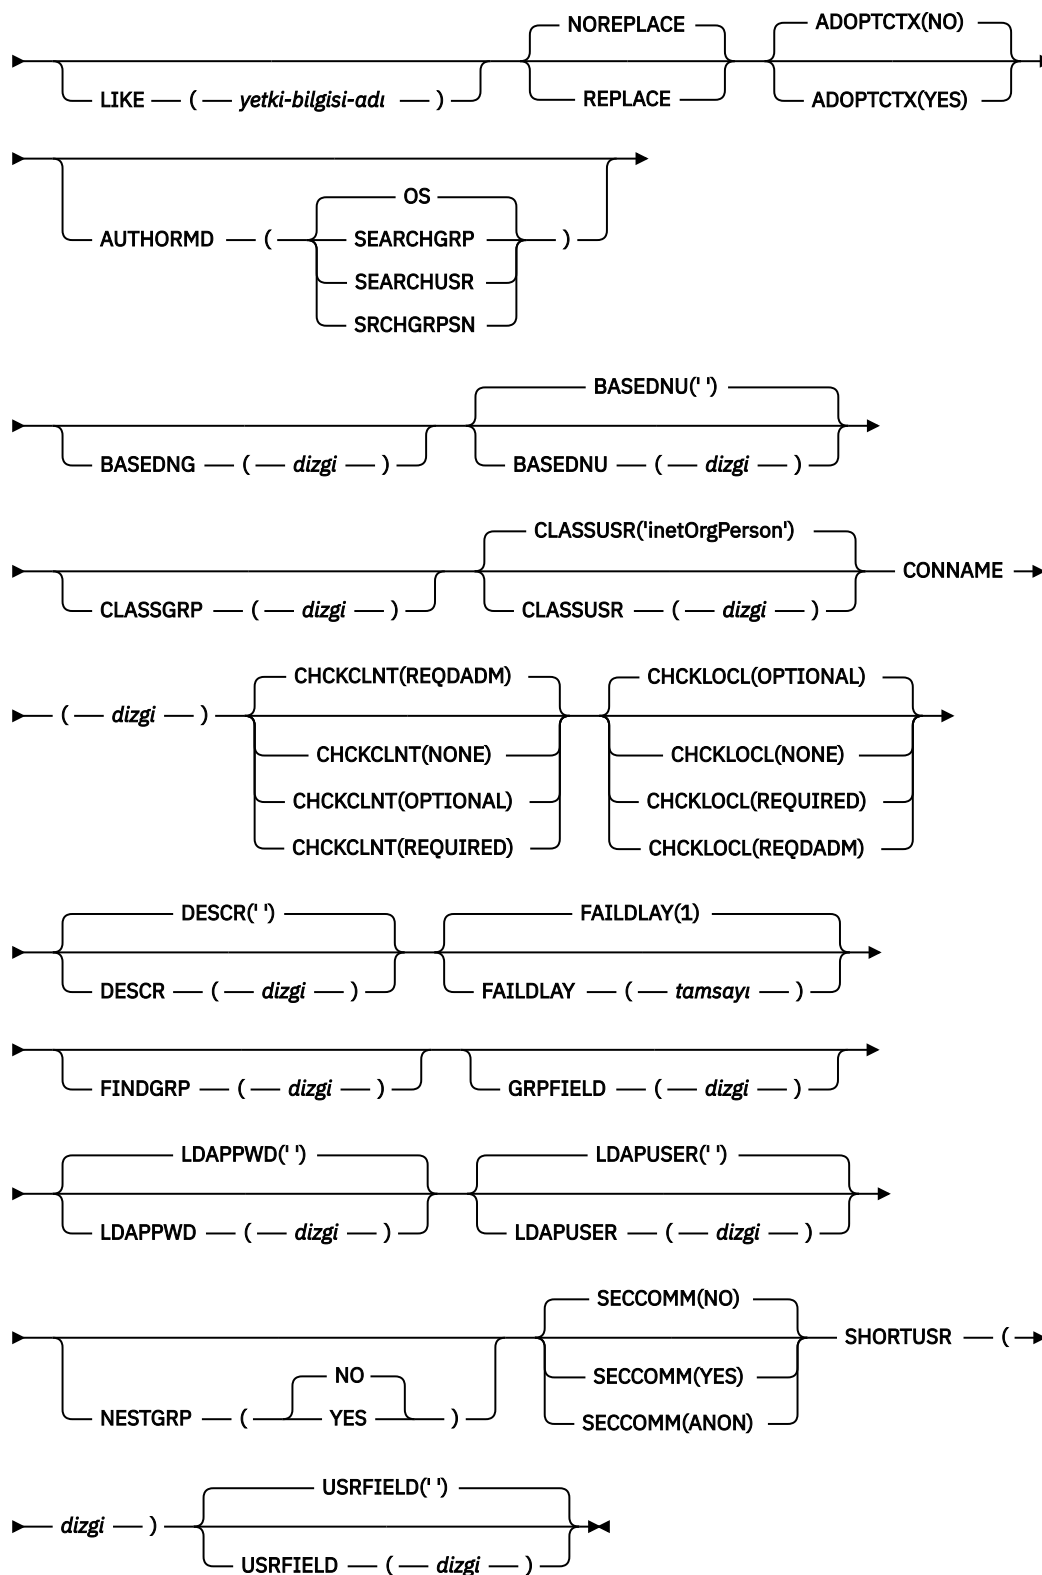 NOREPLACE ADOPTCTX(NO)
LIKE ( yetki-bilgisi-adı ) REPLACE ADOPTCTX(YES)
OS
AUTHORMD ( SEARCHGRP )
SEARCHUSR
SRCHGRPSN
BASEDNU(' ')
BASEDNG ( dizgi ) BASEDNU ( dizgi )
CLASSUSR('inetOrgPerson')
CONNAME
CLASSGRP ( dizgi ) CLASSUSR ( dizgi )
CHCKCLNT(REQDADM) CHCKLOCL(OPTIONAL)
( dizgi )
CHCKCLNT(NONE) CHCKLOCL(NONE)
CHCKCLNT(OPTIONAL) CHCKLOCL(REQUIRED)
CHCKCLNT(REQUIRED) CHCKLOCL(REQDADM)
DESCR(' ') FAILDLAY(1)
DESCR ( dizgi ) FAILDLAY ( tamsayı )
FINDGRP ( dizgi ) GRPFIELD ( dizgi )
LDAPPWD(' ') LDAPUSER(' ')
LDAPPWD ( dizgi ) LDAPUSER ( dizgi )
SECCOMM(NO)
SHORTUSR (
NO SECCOMM(YES)
NESTGRP ( YES ) SECCOMM(ANON)
USRFIELD(' ')
dizgi )
USRFIELD ( dizgi )